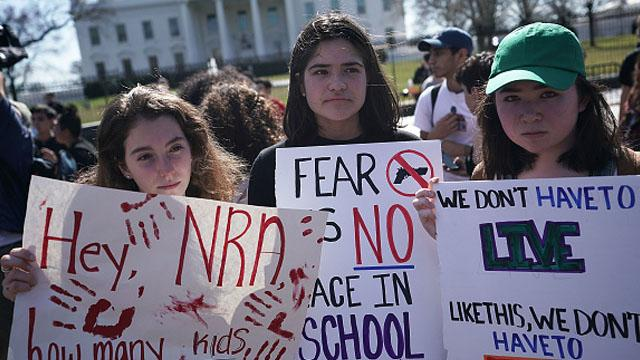 Hey, NRA
how many kids
FEAR
IS NO
PLACE IN
SCHOOL
WE DON'T HAVE TO
LIVE
LIKE THIS, WE DON'T
HAVE TO